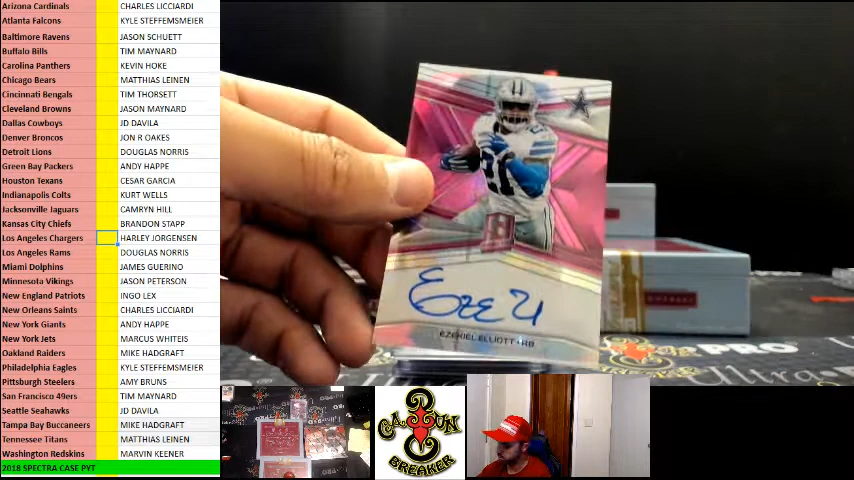 Arizona Cardinals CHARLES LICCIARDI
Atlanta Falcons KYLE STEFFEMSMEIER
Baltimore Ravens JASON SCHUETT
Buffalo Bills TIM MAYNARD
Carolina Panthers KEVIN HOKE
Chicago Bears MATTHIAS LEINEN
Cincinnati Bengals TIM THORSETT
Cleveland Browns JASON MAYNARD
Dallas Cowboys JD DAVILA
Denver Broncos JON R OAKES
Detroit Lions DOUGLAS NORRIS
Green Bay Packers ANDY HAPPE
Houston Texans CESAR GARCIA
Indianapolis Colts KURT WELLS
Jacksonville Jaguars CAMRYN HILL
Kansas City Chiefs BRANDON STAPP
Los Angeles Chargers HARLEY JORGENSEN
Los Angeles Rams DOUGLAS NORRIS
Miami Dolphins JAMES GUERINO
Minnesota Vikings JASON PETERSON
New England Patriots INGO LEX
New Orleans Saints CHARLES LICCIARDI
New York Giants ANDY HAPPE
New York Jets MARCUS WHITEIS
Oakland Raiders MIKE HADGRAFT
Philadelphia Eagles KYLE STEFFEMSMEIER
Pittsburgh Steelers AMY BRUNS
San Francisco 49ers TIM MAYNARD
Seattle Seahawks JD DAVILA
Tampa Bay Buccaneers MIKE HADGRAFT
Tennessee Titans MATTHIAS LEINEN
Washington Redskins MARVIN KEENER
2018 SPECTRA CASE PYT
21
Eze 21
EZEKIEL ELLIOTT • RB
PRO
Ultra
BREAKER